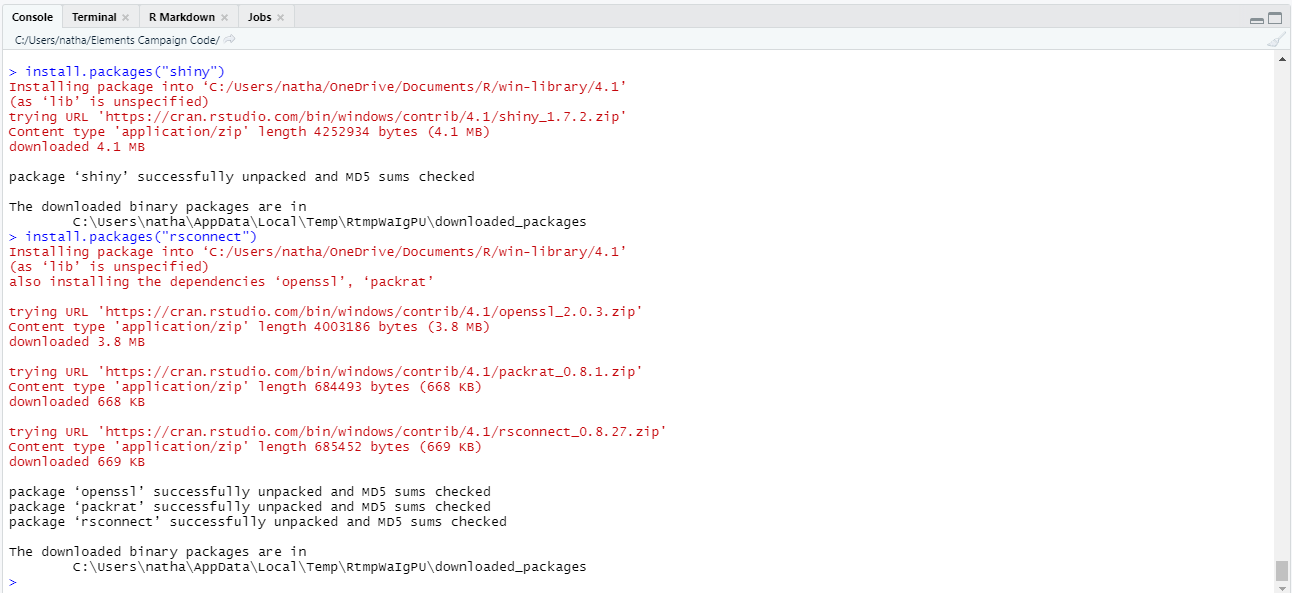 Console Terminal R Markdown Jobs
C:/Users/natha/Elements Campaign Code/
> install.packages("shiny")
Installing package into ‘C:/Users/natha/OneDrive/Documents/R/win-library/4.1’
(as ‘lib’ is unspecified)
trying URL 'https://cran.rstudio.com/bin/windows/contrib/4.1/shiny_1.7.2.zip'
Content type 'application/zip' length 4252934 bytes (4.1 MB)
downloaded 4.1 MB
package ‘shiny’ successfully unpacked and MD5 sums checked
The downloaded binary packages are in
C:\Users\natha\AppData\Local\Temp\RtmpWaIgPU\downloaded_packages
> install.packages("rsconnect")
Installing package into ‘C:/Users/natha/OneDrive/Documents/R/win-library/4.1’
(as ‘lib’ is unspecified)
also installing the dependencies ‘openssl’, ‘packrat’
trying URL 'https://cran.rstudio.com/bin/windows/contrib/4.1/openssl_2.0.3.zip'
Content type 'application/zip' length 4003186 bytes (3.8 MB)
downloaded 3.8 MB
trying URL 'https://cran.rstudio.com/bin/windows/contrib/4.1/packrat_0.8.1.zip'
Content type 'application/zip' length 684493 bytes (668 KB)
downloaded 668 KB
trying URL 'https://cran.rstudio.com/bin/windows/contrib/4.1/rsconnect_0.8.27.zip'
Content type 'application/zip' length 685452 bytes (669 KB)
downloaded 669 KB
package ‘openssl’ successfully unpacked and MD5 sums checked
package ‘packrat’ successfully unpacked and MD5 sums checked
package ‘rsconnect’ successfully unpacked and MD5 sums checked
The downloaded binary packages are in
C:\Users\natha\AppData\Local\Temp\RtmpWaIgPU\downloaded_packages
>